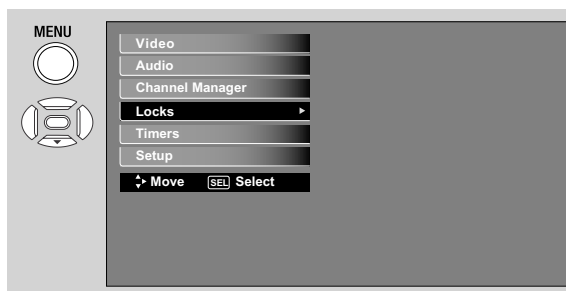 MENU
Video
Audio
Channel Manager
Locks
Timers
Setup
Move SEL Select